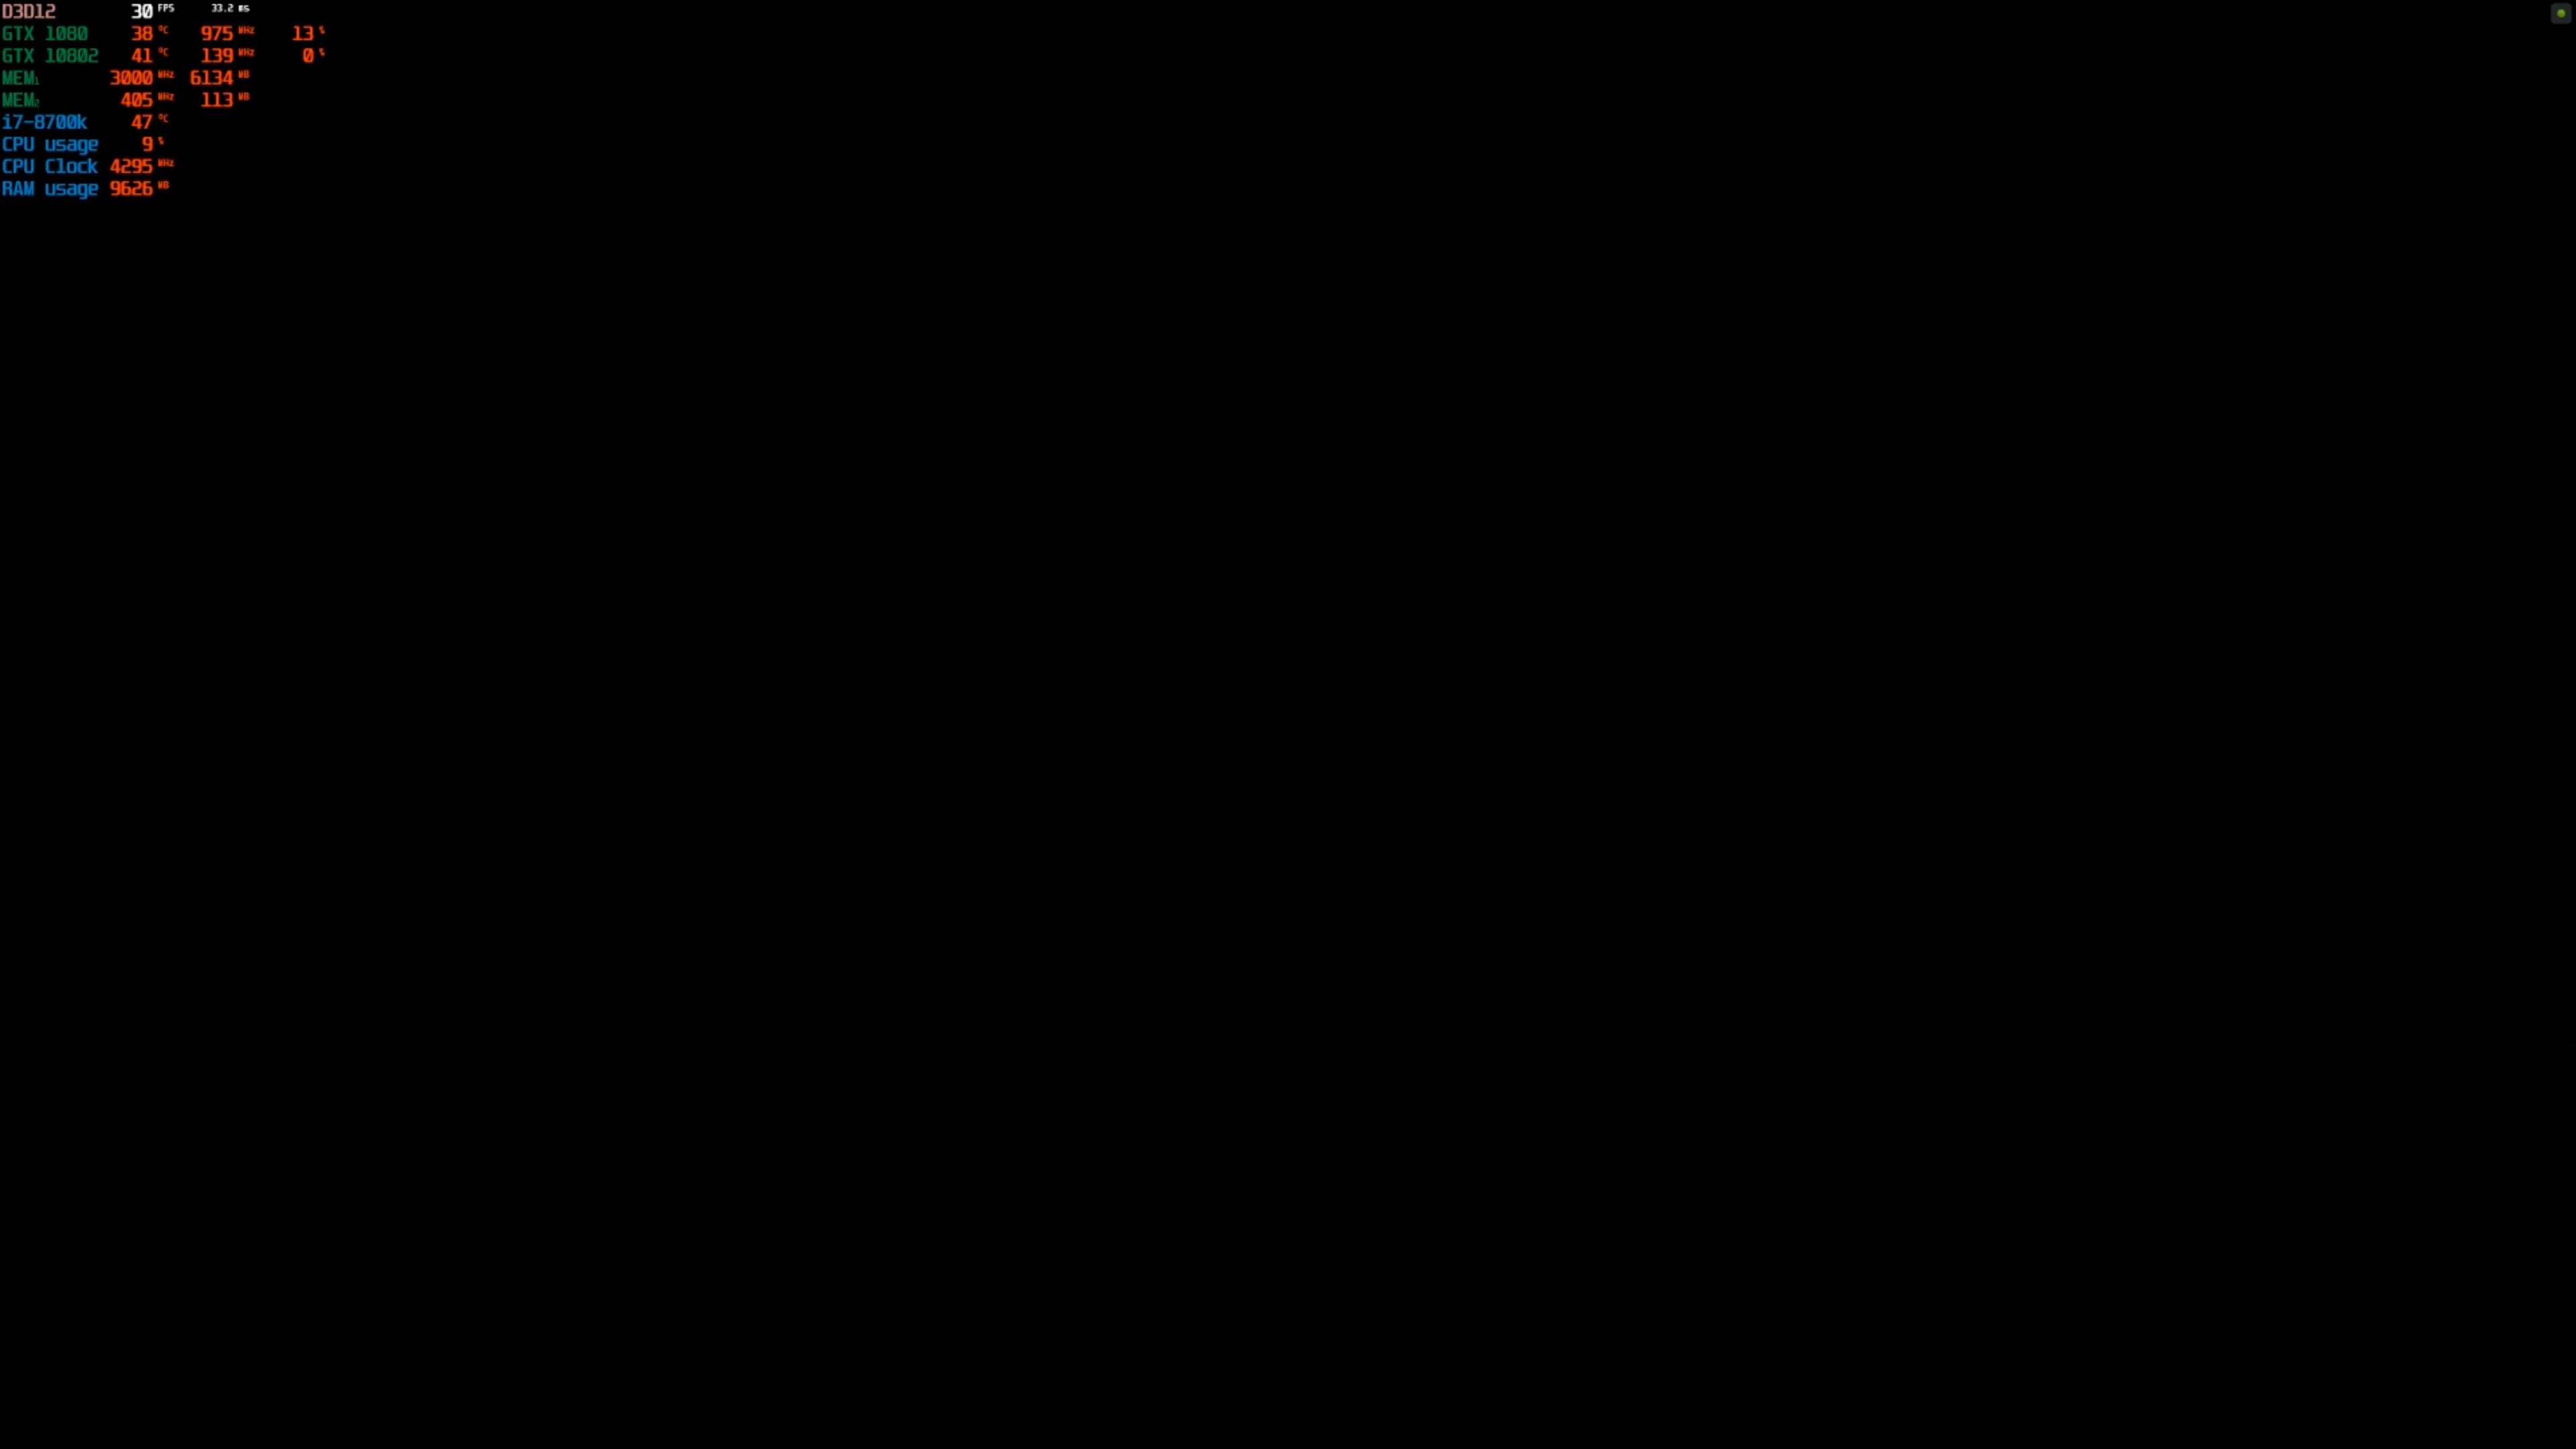 D3D12 30 FPS 33.2 ms
GTX 1080 38 °C 975 MHz 13 %
GTX 10802 41 °C 139 MHz 0 %
MEM1 3000 MHz 6134 MB
MEM2 405 MHz 113 MB
i7-8700k 47 °C
CPU usage 9 %
CPU Clock 4295 MHz
RAM usage 9626 MB